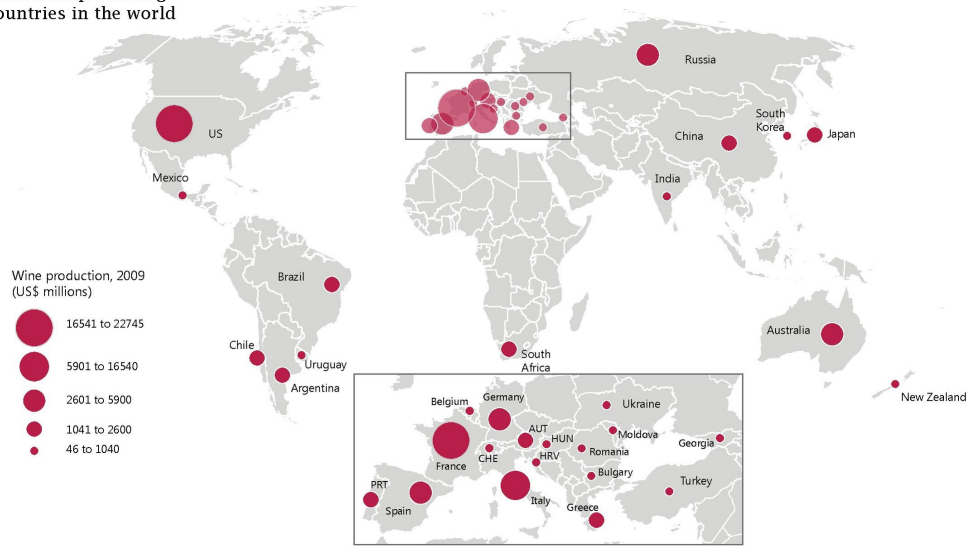 ountries in the world
Russia
US
South
Korea
Japan
China
Mexico
India
Wine production, 2009
(US$ millions)
16541 to 22745
5901 to 16540
2601 to 5900
1041 to 2600
46 to 1040
Brazil
Chile
Uruguay
Argentina
South
Africa
Australia
New Zealand
Belgium
Germany
Ukraine
AUT
HUN
Moldova
Georgia
CHE
HRV
Romania
France
Bulgary
Turkey
PRT
Spain
Italy
Greece